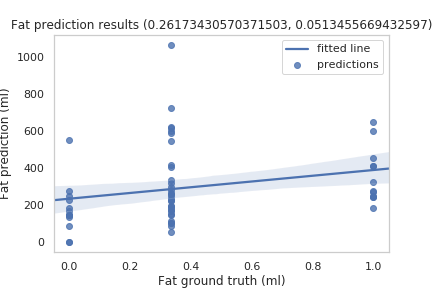 Fat prediction results (0.26173430570371503, 0.0513455669432597)
fitted line
predictions
1000
800
600
400
200
0
Fat prediction (ml)
0.0 0.2 0.4 0.6 0.8 1.0
Fat ground truth (ml)